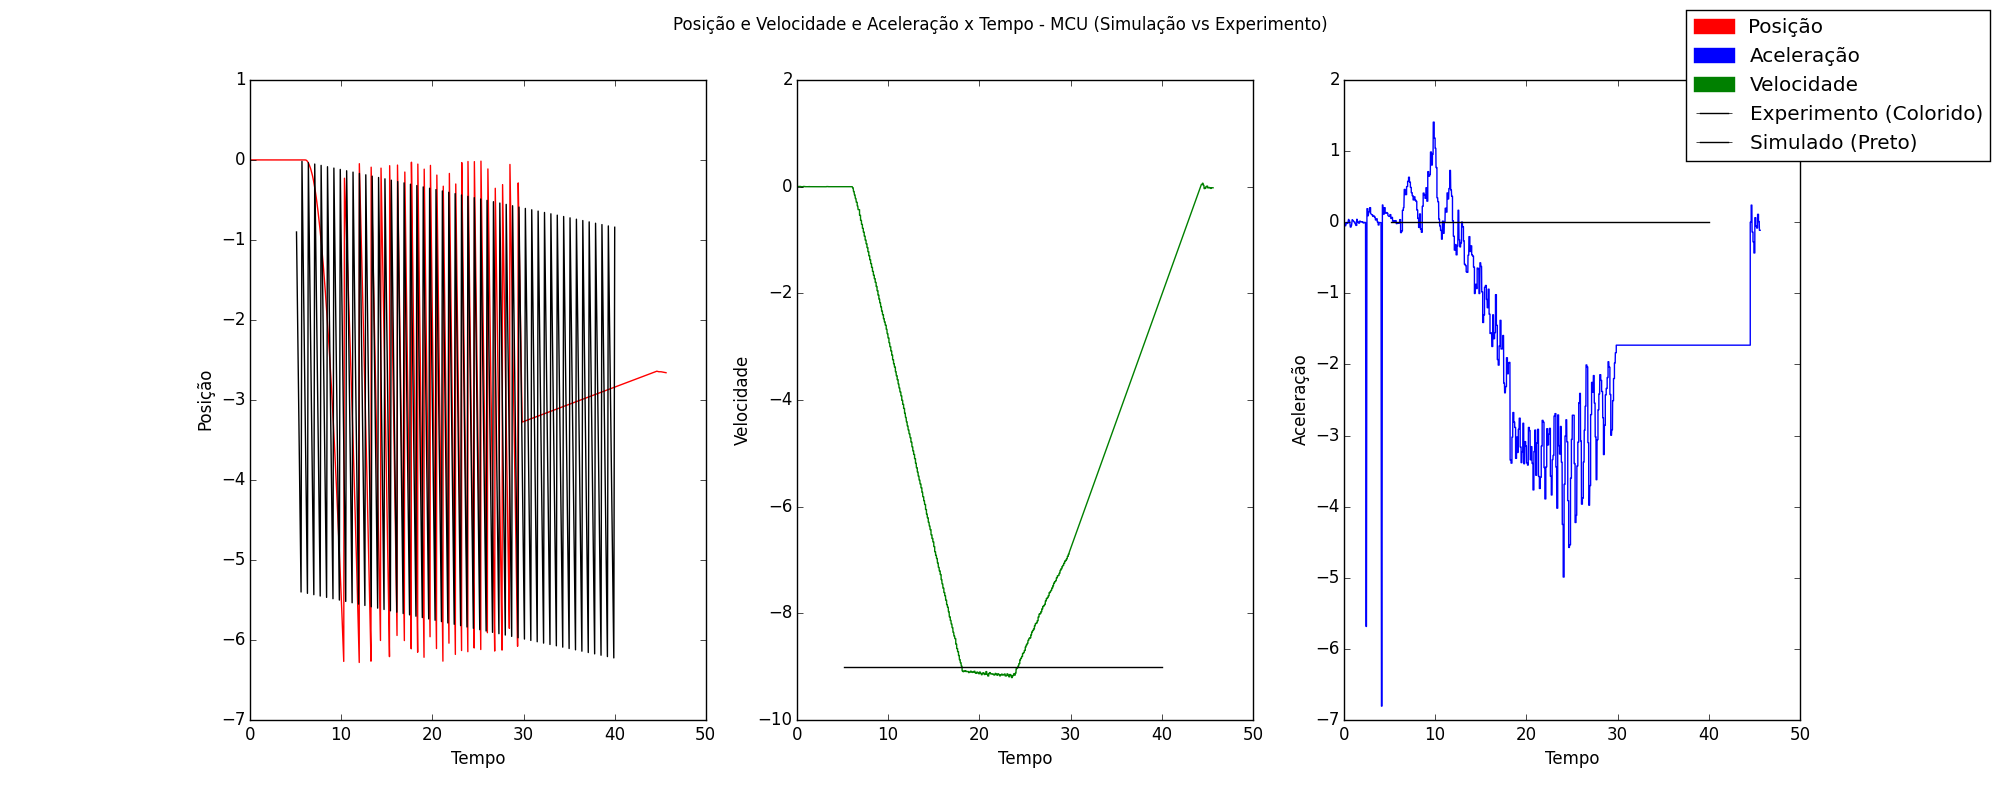 Posição e Velocidade e Aceleração x Tempo - MCU (Simulação vs Experimento)
Posição
Aceleração
Velocidade
Experimento (Colorido)
Simulado (Preto)
1
0
−1
−2
−3
−4
−5
−6
−7
Posição
0 10 20 30 40 50
Tempo
2
0
−2
−4
−6
−8
−10
Velocidade
0 10 20 30 40 50
Tempo
2
1
0
−1
−2
−3
−4
−5
−6
−7
Aceleração
0 10 20 30 40 50
Tempo